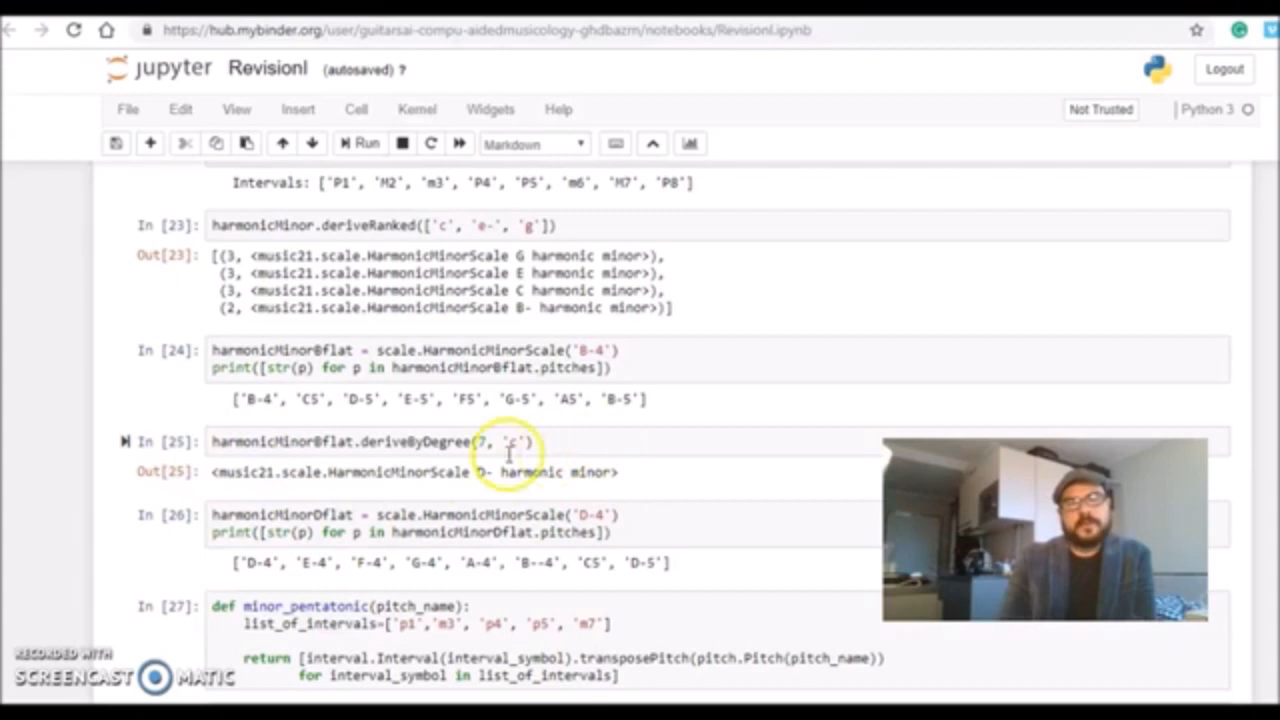 https://hub.mybinder.org/user/guitarsai-compu-aidedmusicology-ghdbazm/notebooks/RevisionI.ipynb
jupyter RevisionI (autosaved) ?
Logout
File Edit View Insert Cell Kernel Widgets Help
Not Trusted
Python 3
Run
Markdown
Intervals: ['P1', 'M2', 'm3', 'P4', 'P5', 'm6', 'M7', 'P8']
In [23]: harmonicMinor.deriveRanked(['c', 'e-', 'g'])
Out[23]: [(3, <music21.scale.HarmonicMinorScale G harmonic minor>),
(3, <music21.scale.HarmonicMinorScale E harmonic minor>),
(3, <music21.scale.HarmonicMinorScale C harmonic minor>),
(2, <music21.scale.HarmonicMinorScale B- harmonic minor>)]
In [24]: harmonicMinorBflat = scale.HarmonicMinorScale('B-4')
print([str(p) for p in harmonicMinorBflat.pitches])
['B-4', 'C5', 'D-5', 'E-5', 'F5', 'G-5', 'A5', 'B-5']
In [25]: harmonicMinorBflat.deriveByDegree(7, 'c')
Out[25]: <music21.scale.HarmonicMinorScale D- harmonic minor>
In [26]: harmonicMinorDflat = scale.HarmonicMinorScale('D-4')
print([str(p) for p in harmonicMinorDflat.pitches])
['D-4', 'E-4', 'F-4', 'G-4', 'A-4', 'B--4', 'C5', 'D-5']
In [27]: def minor_pentatonic(pitch_name):
list_of_intervals=['p1','m3', 'p4', 'p5', 'm7']
return [interval.Interval(interval_symbol).transposePitch(pitch.Pitch(pitch_name))
for interval_symbol in list_of_intervals]
RECORDED WITH
SCREENCAST MATIC